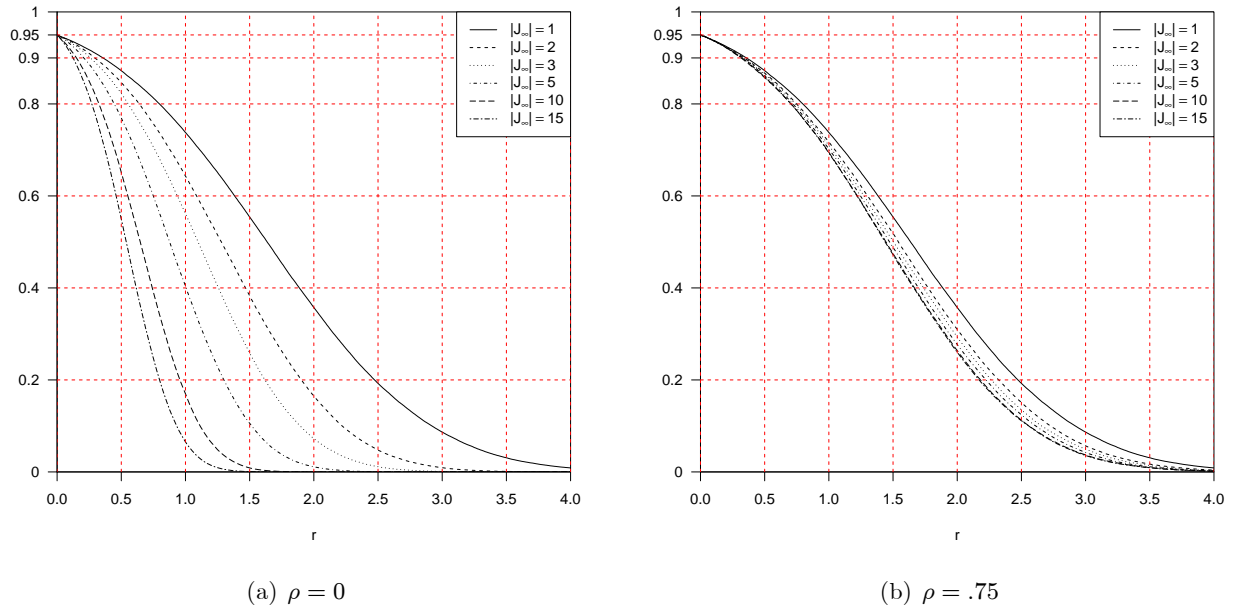 1
0.95
0.9
0.8
0.6
0.4
0.2
0
0.0 0.5 1.0 1.5 2.0 2.5 3.0 3.5 4.0
r
|J∞| = 1
|J∞| = 2
|J∞| = 3
|J∞| = 5
|J∞| = 10
|J∞| = 15
(a) ρ = 0
1
0.95
0.9
0.8
0.6
0.4
0.2
0
0.0 0.5 1.0 1.5 2.0 2.5 3.0 3.5 4.0
r
|J∞| = 1
|J∞| = 2
|J∞| = 3
|J∞| = 5
|J∞| = 10
|J∞| = 15
(b) ρ = .75